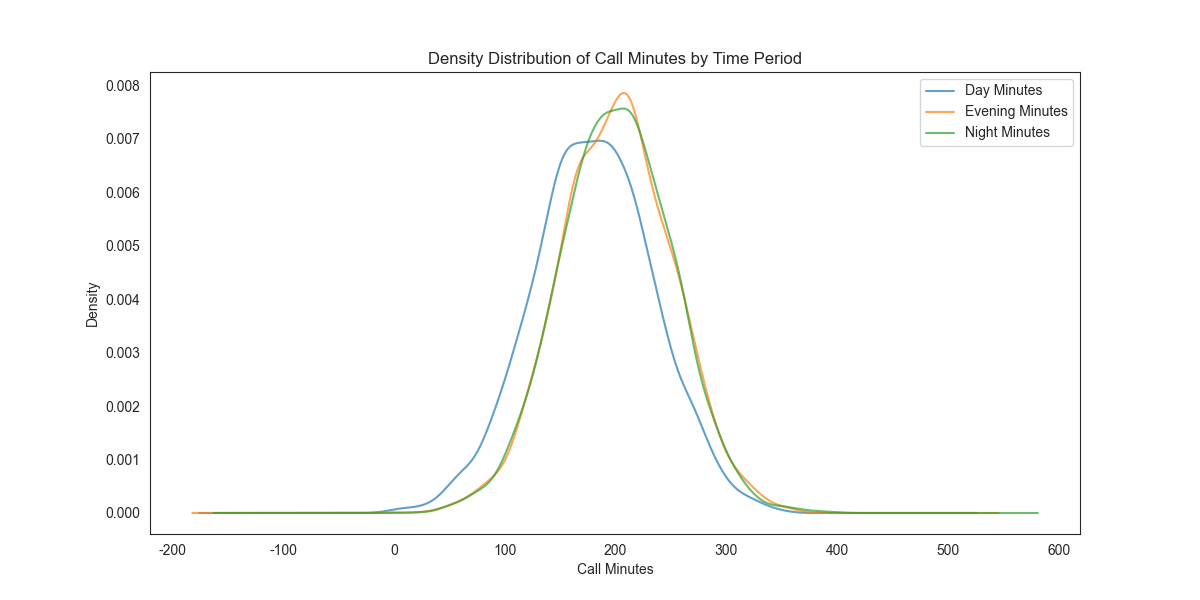 Density Distribution of Call Minutes by Time Period
Day Minutes
Evening Minutes
Night Minutes
0.008
0.007
0.006
0.005
0.004
0.003
0.002
0.001
0.000
Density
-200 -100 0 100 200 300 400 500 600
Call Minutes